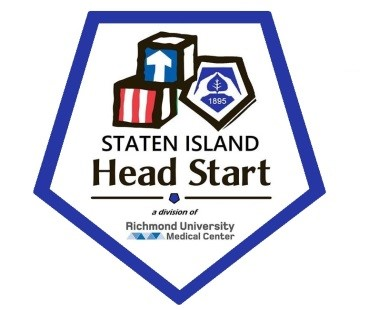 1895
STATEN ISLAND
Head Start
a division of
Richmond University
Medical Center